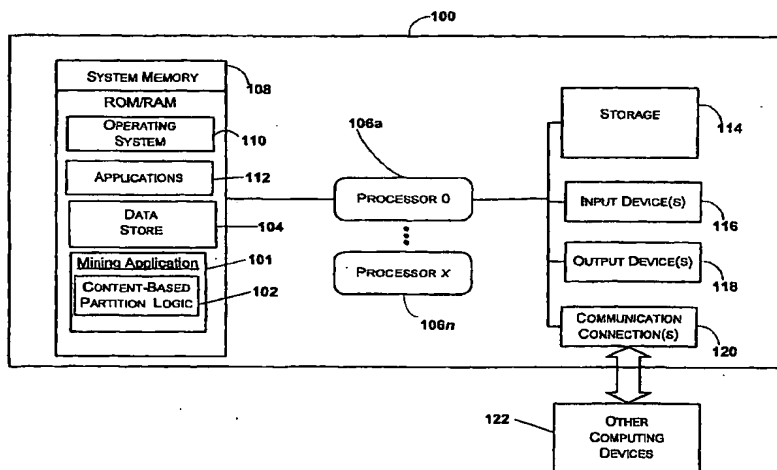 100
SYSTEM MEMORY
108
ROM/RAM
OPERATING
SYSTEM
110
APPLICATIONS
112
DATA
STORE
104
Mining Application
101
CONTENT-BASED
PARTITION LOGIC
102
106a
PROCESSOR 0
PROCESSOR x
106n
STORAGE
114
INPUT DEVICE(S)
116
OUTPUT DEVICE(S)
118
COMMUNICATION
CONNECTION(S)
120
122
OTHER
COMPUTING
DEVICES